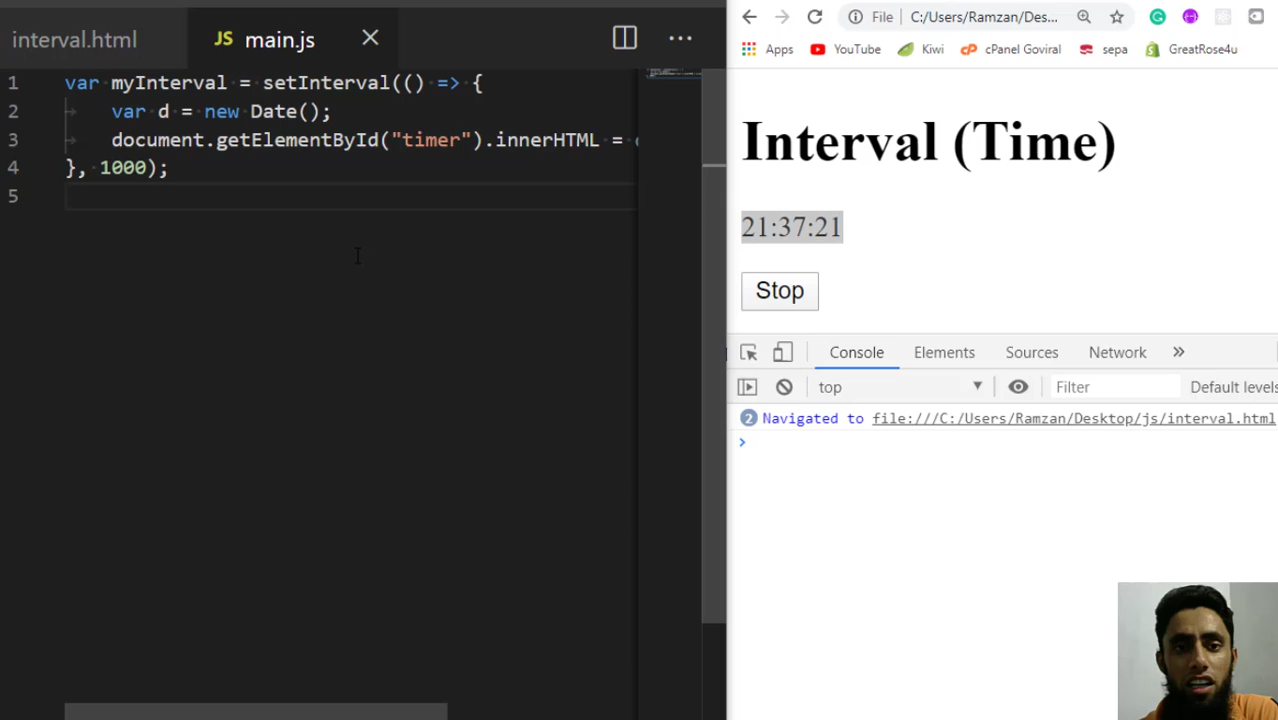 interval.html
JS main.js
1 var myInterval = setInterval(() => {
2 var d = new Date();
3 document.getElementById("timer").innerHTML =
4 }, 1000);
5
File C:/Users/Ramzan/Des...
Apps YouTube Kiwi cPanel Goviral sepa GreatRose4u
Interval (Time)
21:37:21
Stop
Console Elements Sources Network
top Filter Default levels
2 Navigated to file:///C:/Users/Ramzan/Desktop/js/interval.html